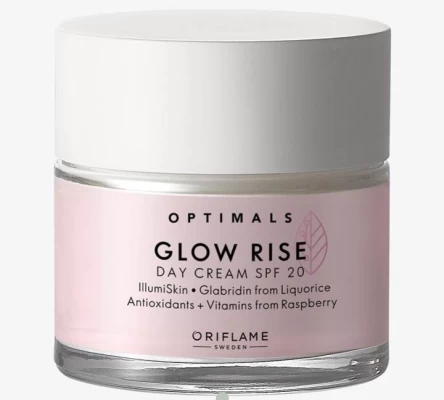 OPTIMALS
GLOW RISE
DAY CREAM SPF 20
IllumiSkin • Glabridin from Liquorice
Antioxidants + Vitamins from Raspberry
ORIFLAME
SWEDEN